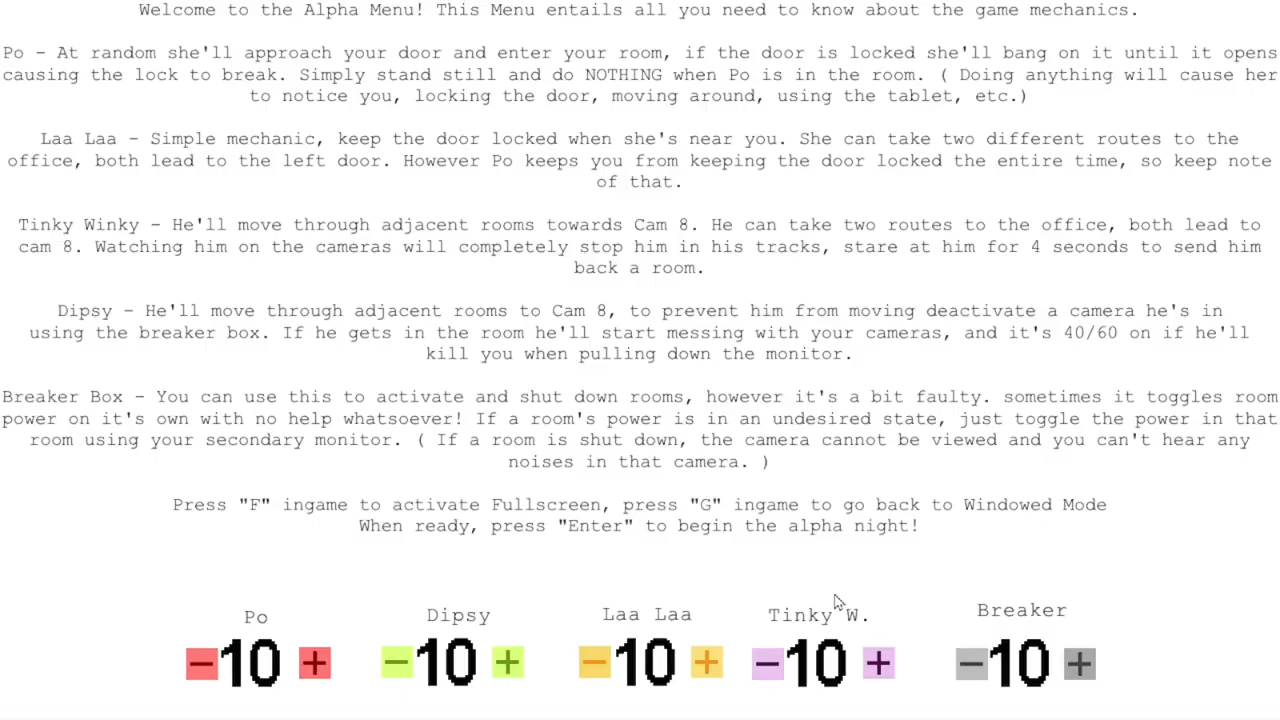 Welcome to the Alpha Menu! This Menu entails all you need to know about the game mechanics.
Po - At random she'll approach your door and enter your room, if the door is locked she'll bang on it until it opens
causing the lock to break. Simply stand still and do NOTHING when Po is in the room. ( Doing anything will cause her
to notice you, locking the door, moving around, using the tablet, etc.)
Laa Laa - Simple mechanic, keep the door locked when she's near you. She can take two different routes to the
office, both lead to the left door. However Po keeps you from keeping the door locked the entire time, so keep note
of that.
Tinky Winky - He'll move through adjacent rooms towards Cam 8. He can take two routes to the office, both lead to
cam 8. Watching him on the cameras will completely stop him in his tracks, stare at him for 4 seconds to send him
back a room.
Dipsy - He'll move through adjacent rooms to Cam 8, to prevent him from moving deactivate a camera he's in
using the breaker box. If he gets in the room he'll start messing with your cameras, and it's 40/60 on if he'll
kill you when pulling down the monitor.
Breaker Box - You can use this to activate and shut down rooms, however it's a bit faulty. sometimes it toggles room
power on it's own with no help whatsoever! If a room's power is in an undesired state, just toggle the power in that
room using your secondary monitor. ( If a room is shut down, the camera cannot be viewed and you can't hear any
noises in that camera. )
Press "F" ingame to activate Fullscreen, press "G" ingame to go back to Windowed Mode
When ready, press "Enter" to begin the alpha night!
Po Dipsy Laa Laa Tinky W. Breaker
- 10 + - 10 + - 10 + - 10 + - 10 +